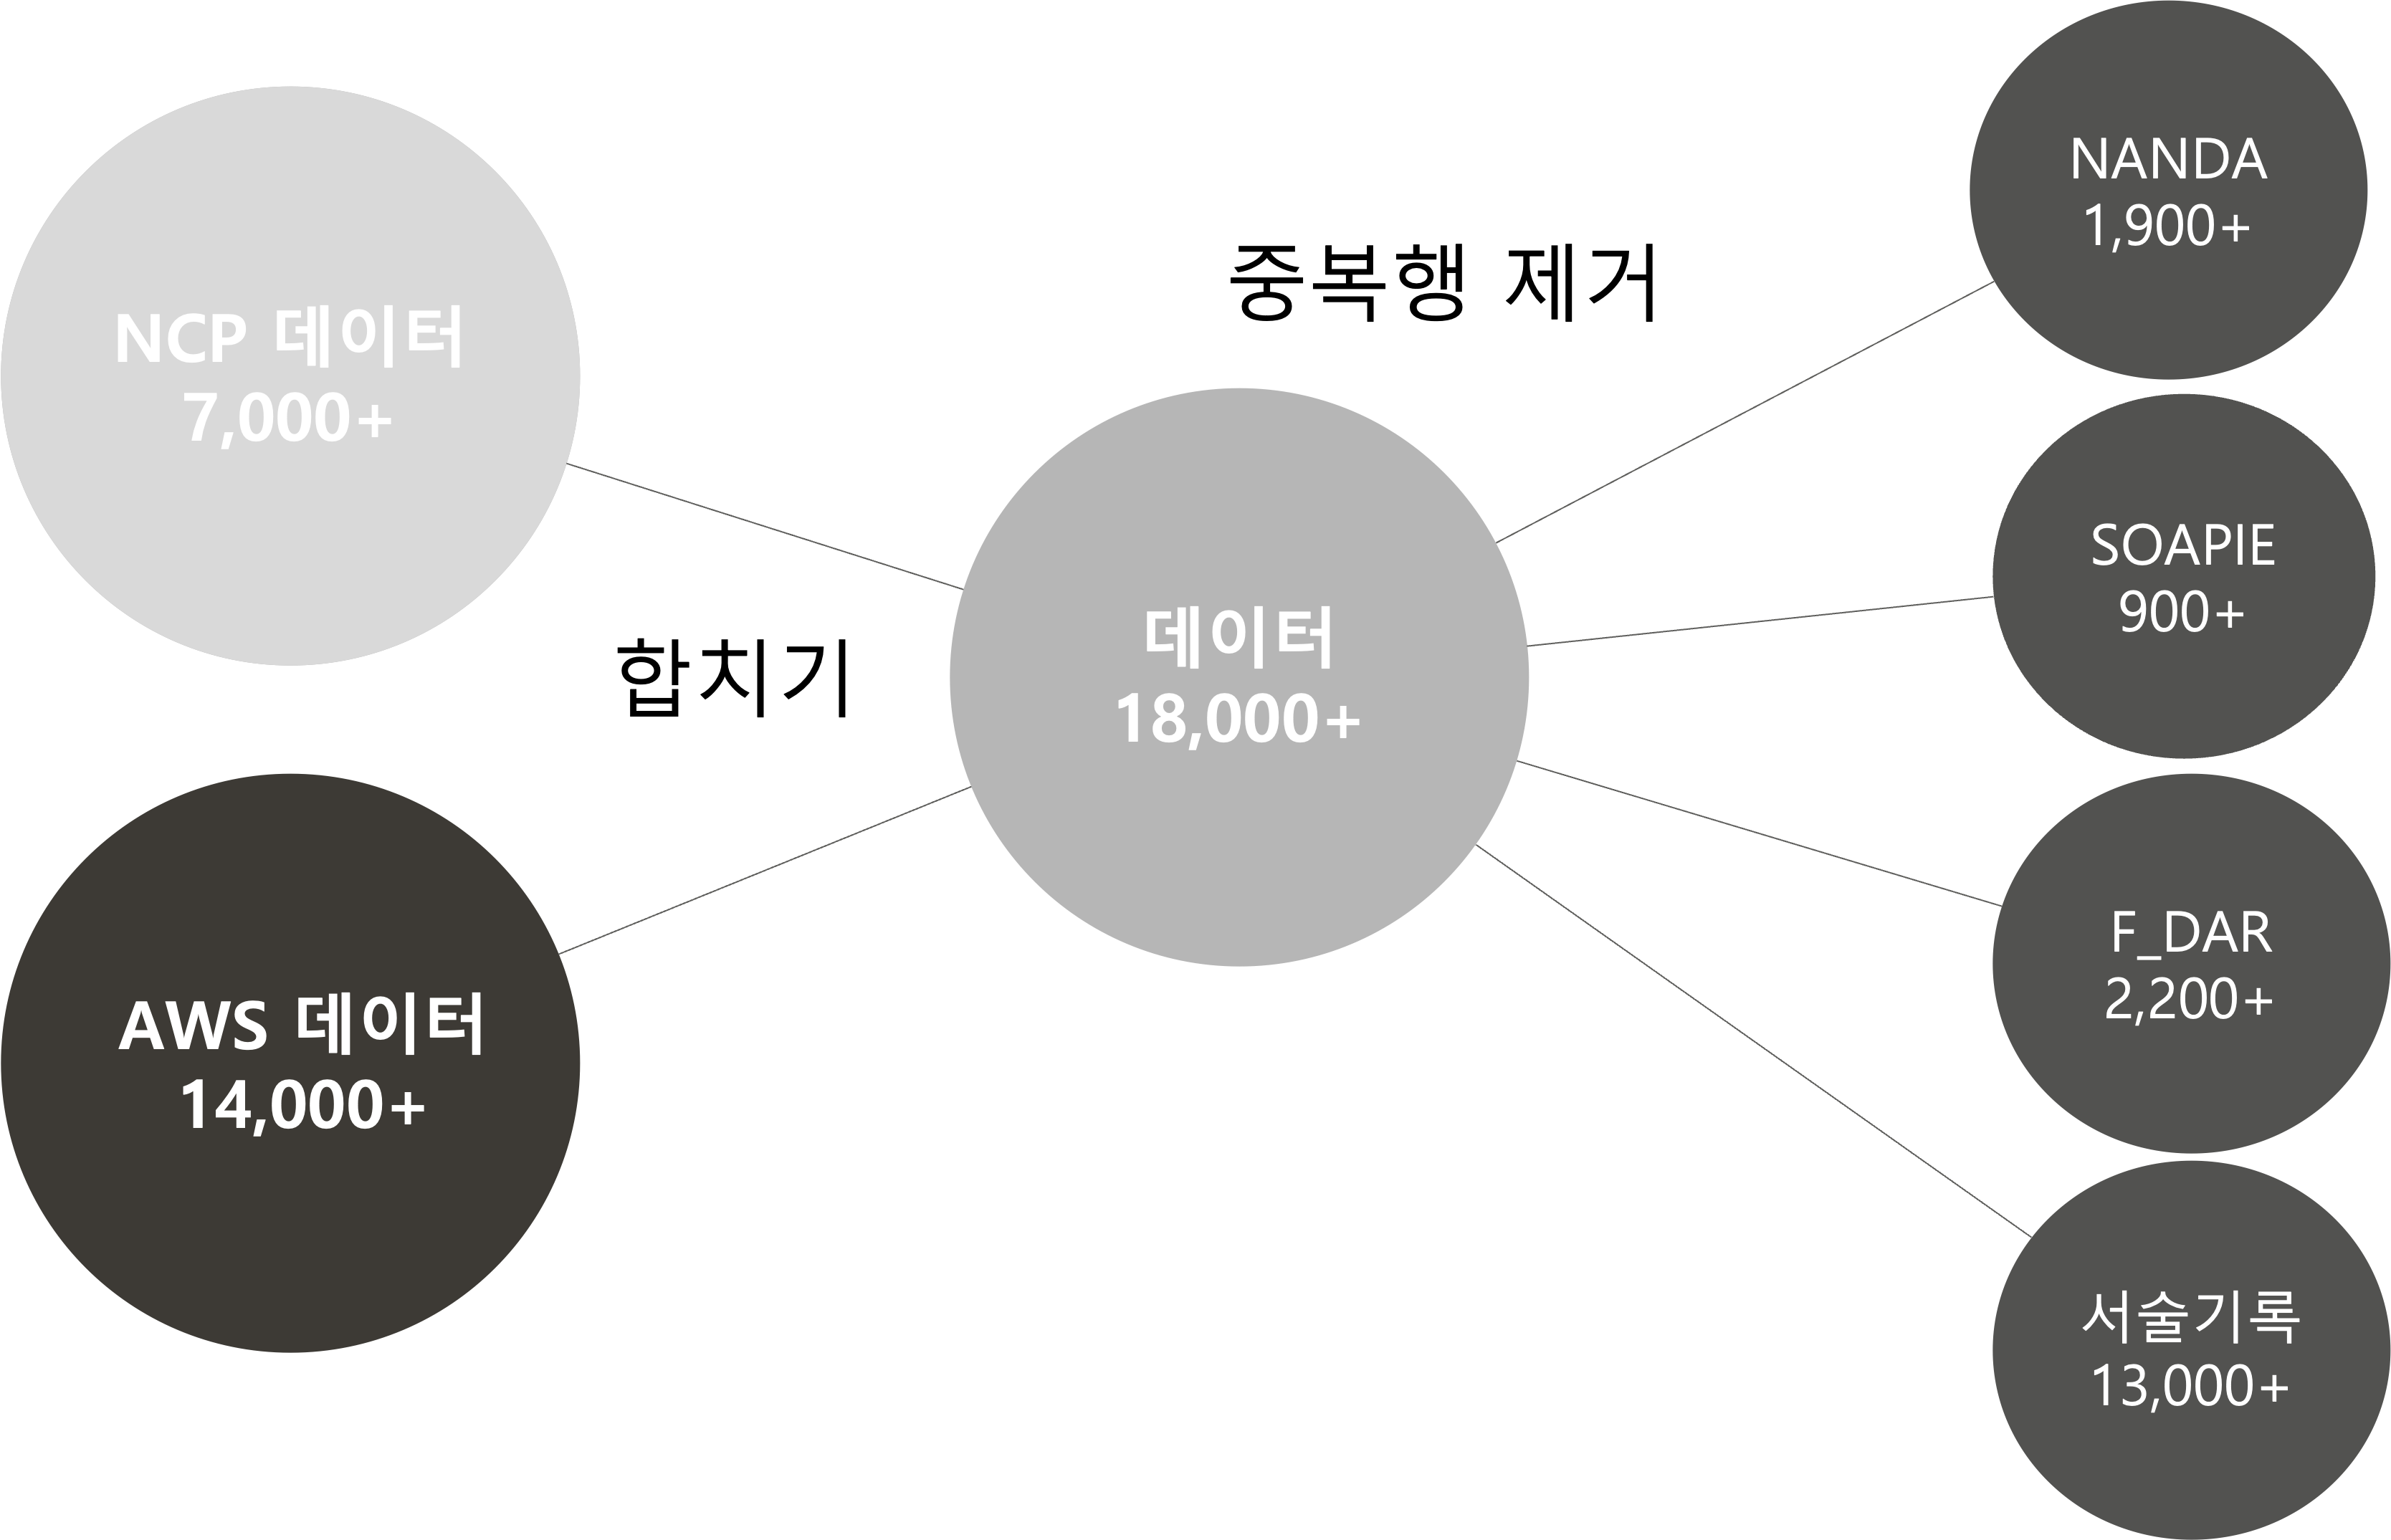 NCP 데이터
7,000+
합치기
AWS 데이터
14,000+
중복행 제거
데이터
18,000+
NANDA
1,900+
SOAPIE
900+
F_DAR
2,200+
서술기록
13,000+